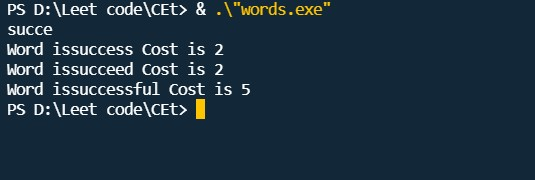 PS D:\Leet code\CEt> & .\"words.exe"
succe
Word issuccess Cost is 2
Word issucceed Cost is 2
Word issuccessful Cost is 5
PS D:\Leet code\CEt>